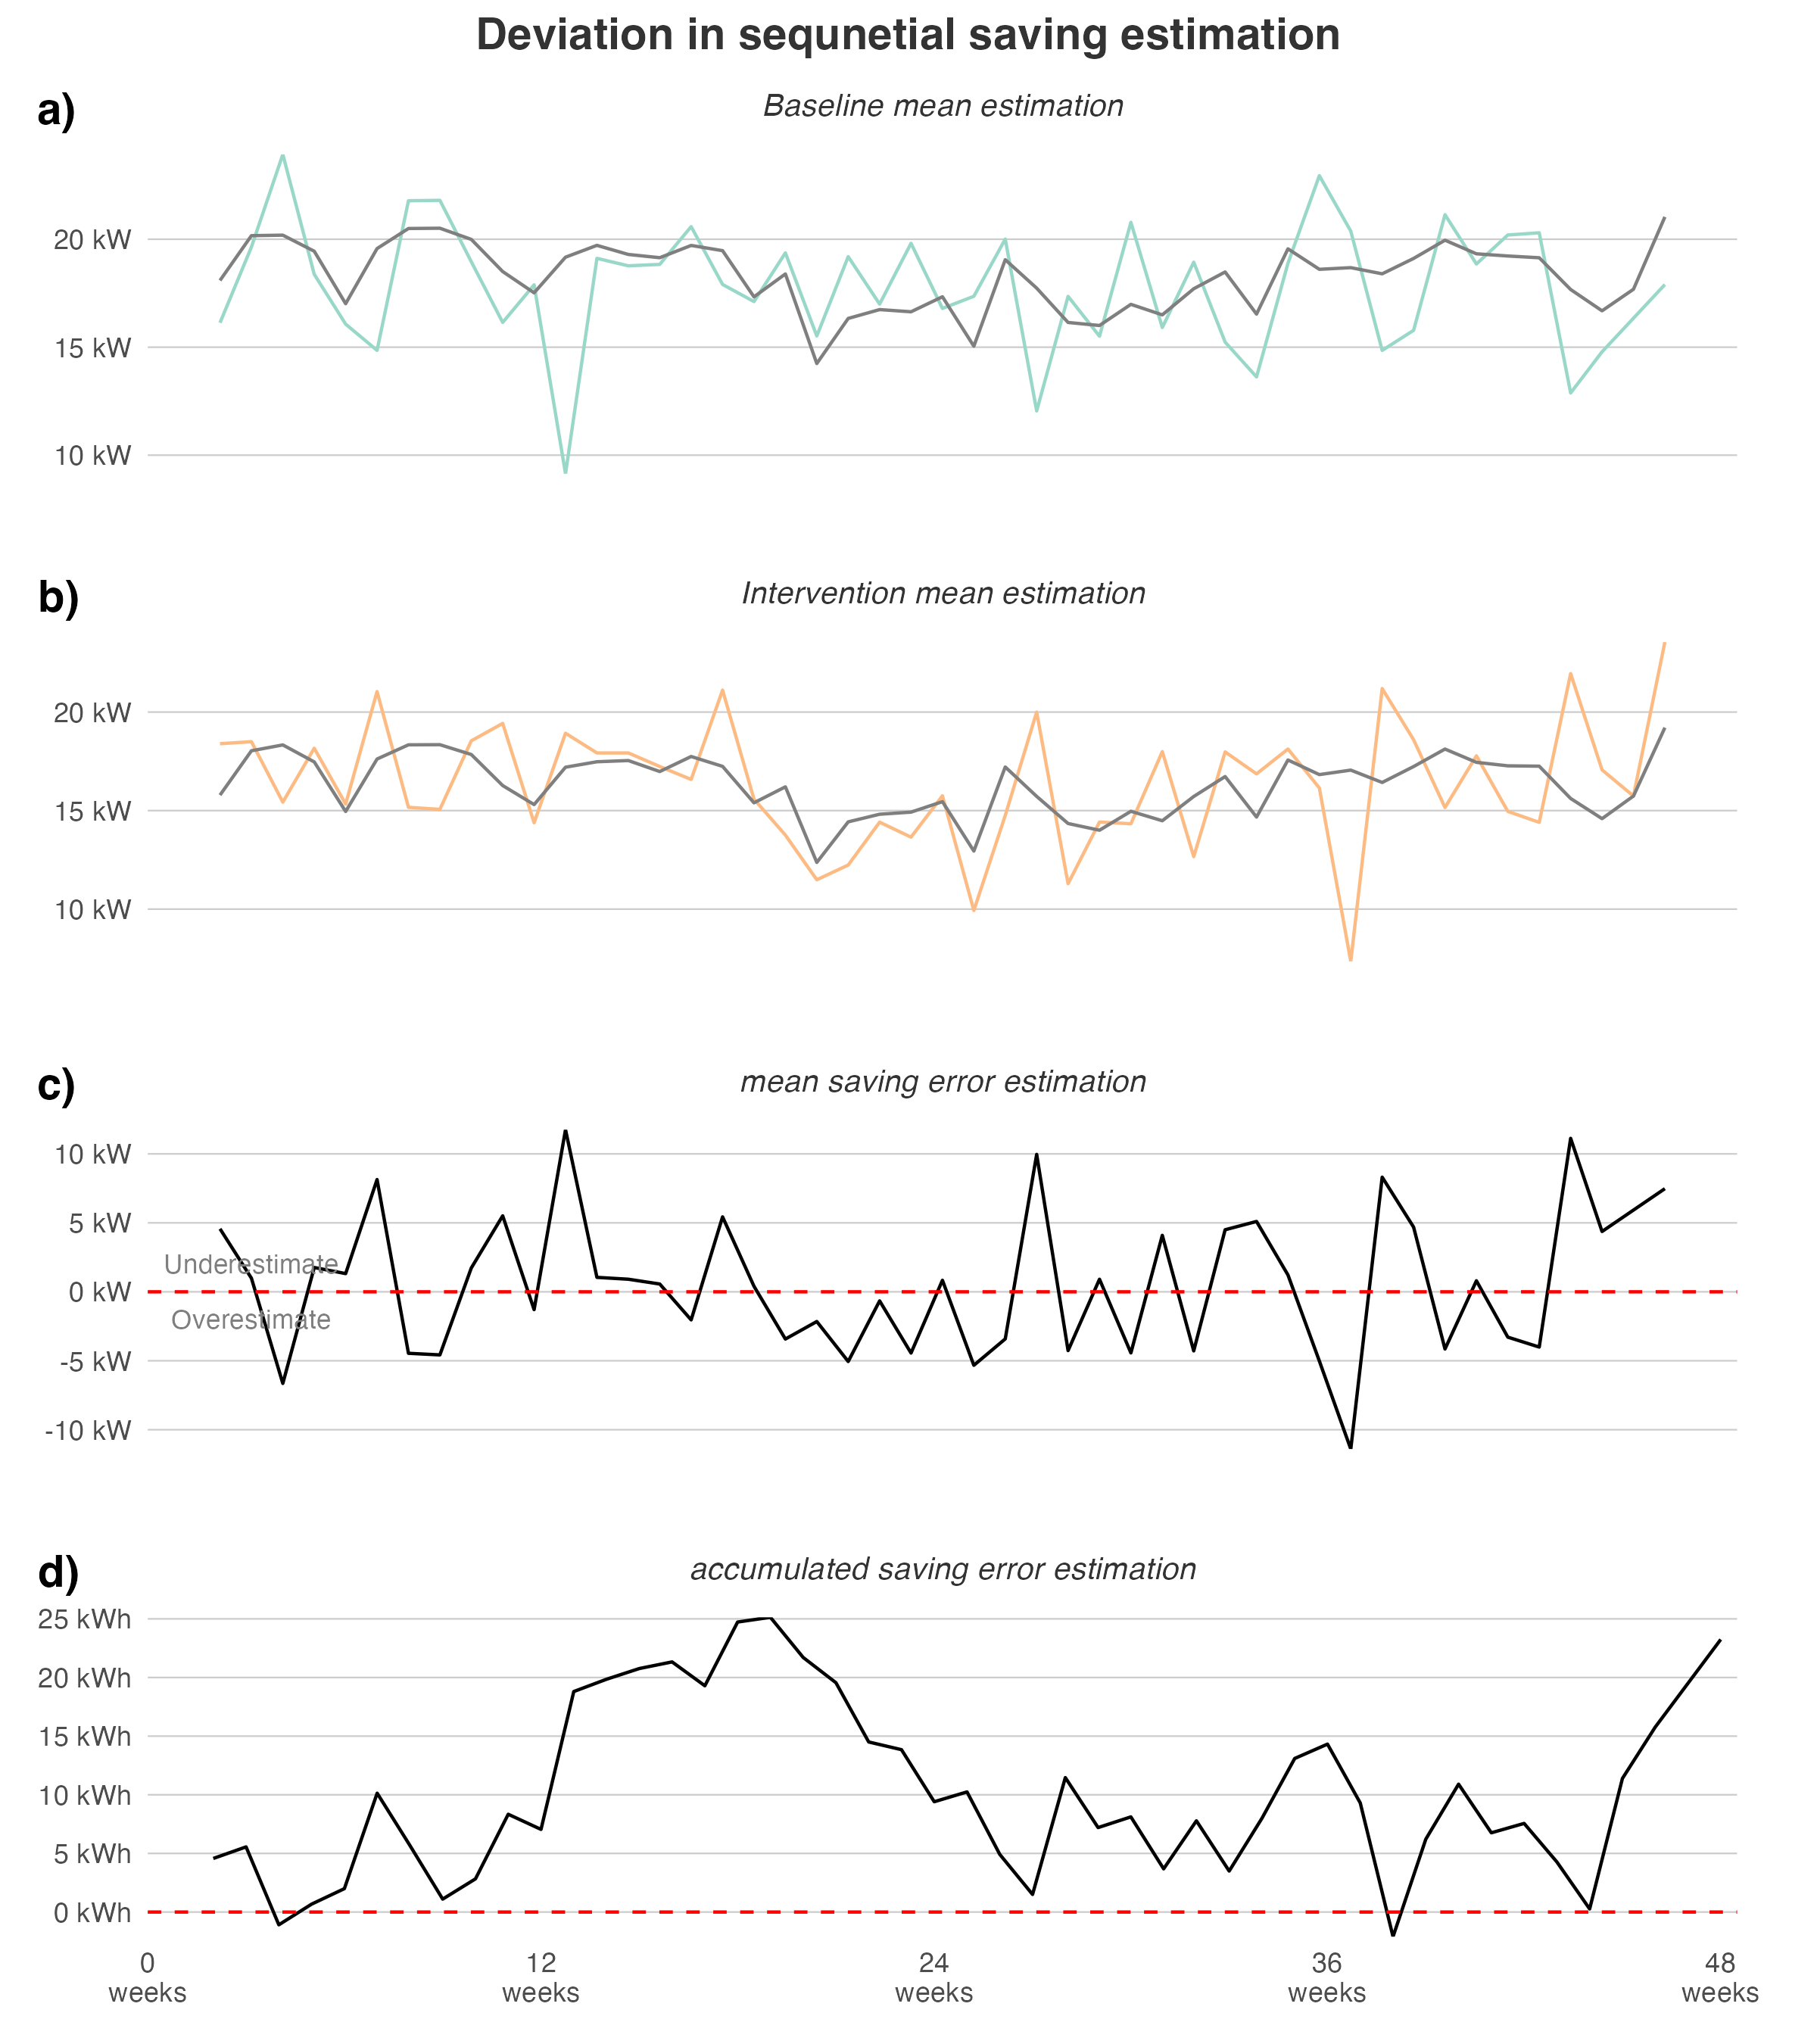 Deviation in sequnetial saving estimation
a)
Baseline mean estimation
20 kW
15 kW
10 kW
b)
Intervention mean estimation
20 kW
15 kW
10 kW
c)
mean saving error estimation
10 kW
5 kW
Underestimate
0 kW
Overestimate
-5 kW
-10 kW
d)
accumulated saving error estimation
25 kWh
20 kWh
15 kWh
10 kWh
5 kWh
0 kWh
0 12 24 36 48
weeks weeks weeks weeks weeks